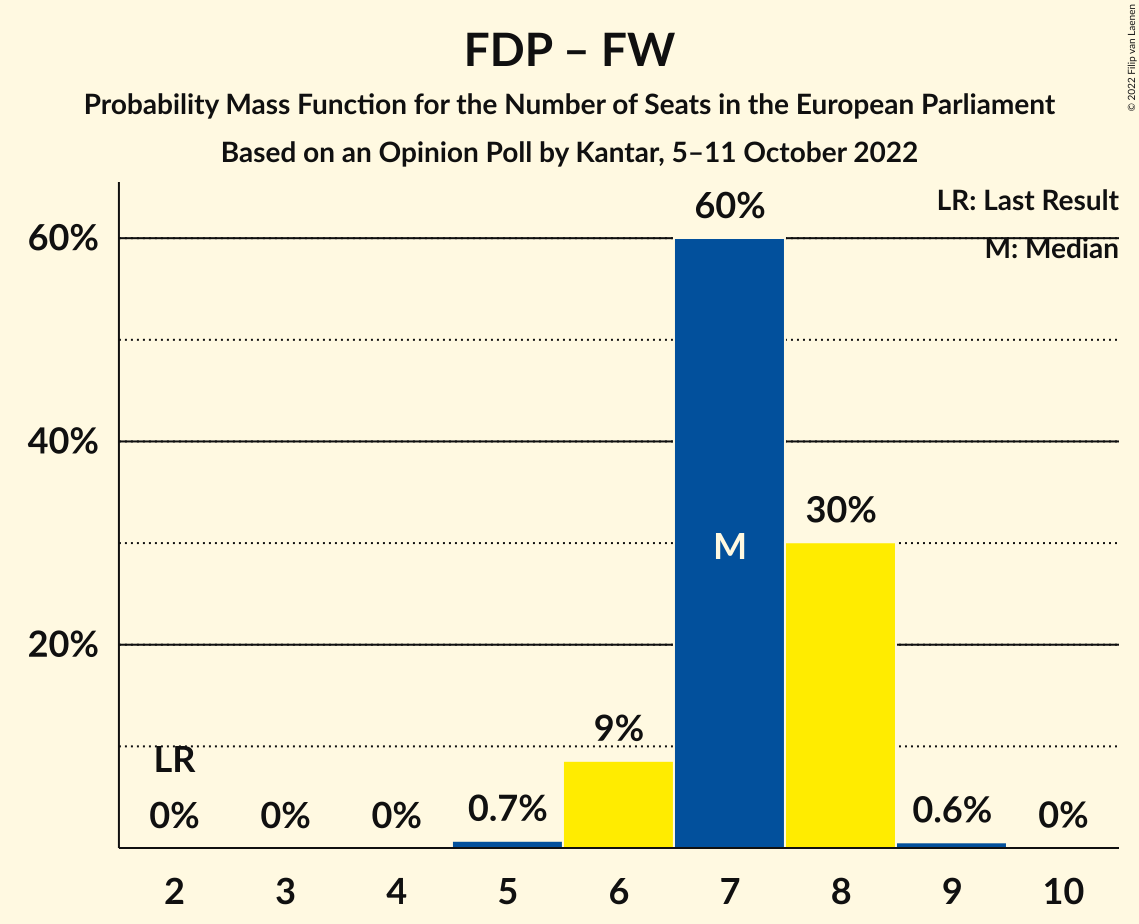 FDP – FW
Probability Mass Function for the Number of Seats in the European Parliament
Based on an Opinion Poll by Kantar, 5–11 October 2022
© 2022 Filip van Laenen
LR: Last Result
M: Median
60%
40%
20%
LR
0%
0%
0%
0.7%
9%
60%
M
30%
0.6%
0%
2 3 4 5 6 7 8 9 10